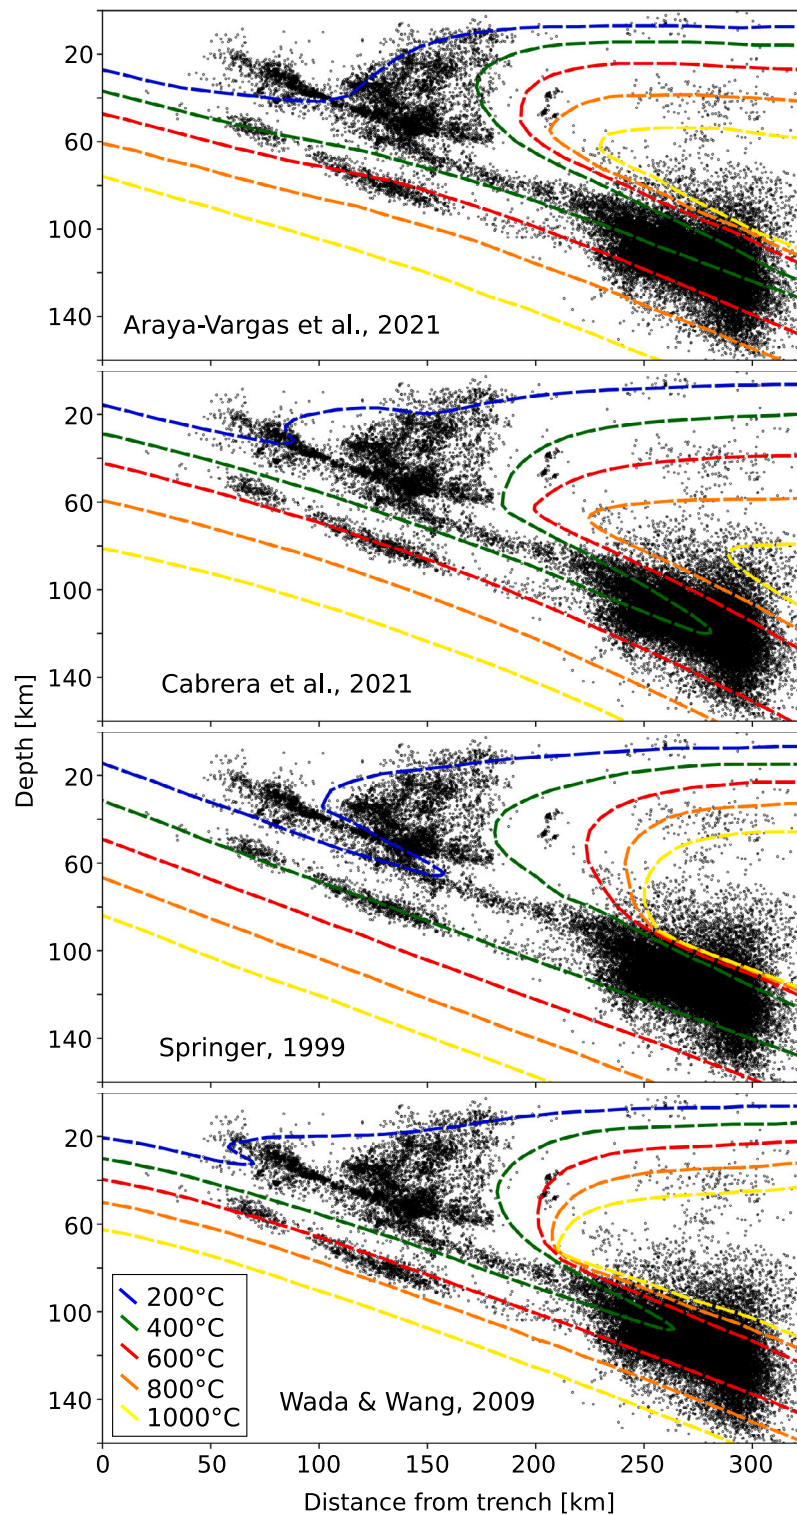 20
60
100
140
Araya-Vargas et al., 2021
20
60
100
140
Cabrera et al., 2021
Depth [km]
20
60
100
140
Springer, 1999
20
60
100
140
200°C
400°C
600°C
800°C
1000°C
Wada & Wang, 2009
0 50 100 150 200 250 300
Distance from trench [km]